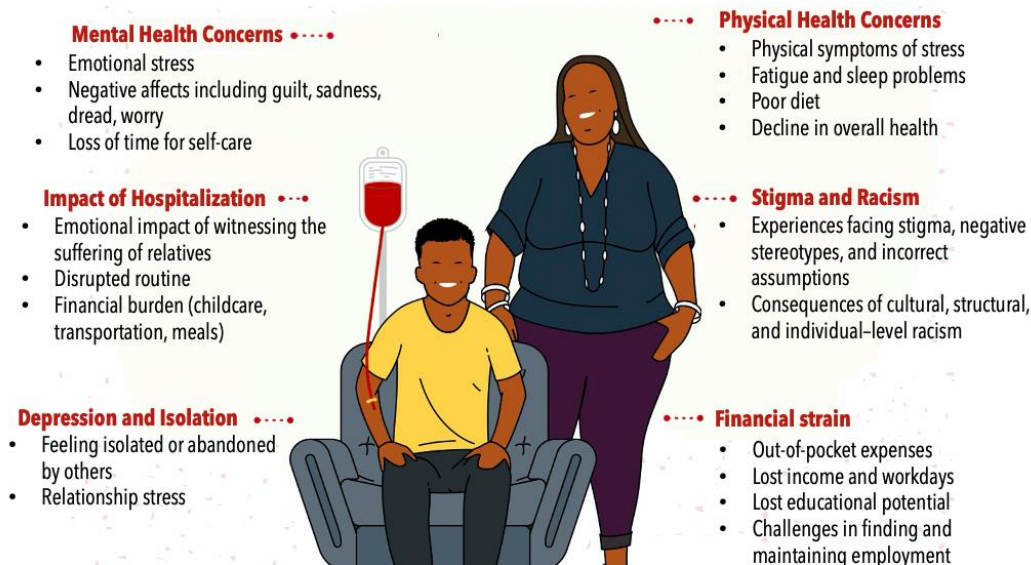 Mental Health Concerns
• Emotional stress
• Negative affects including guilt, sadness,
dread, worry
• Loss of time for self-care
Impact of Hospitalization
• Emotional impact of witnessing the
suffering of relatives
• Disrupted routine
• Financial burden (childcare,
transportation, meals)
Depression and Isolation
• Feeling isolated or abandoned
by others
• Relationship stress
Physical Health Concerns
• Physical symptoms of stress
• Fatigue and sleep problems
• Poor diet
• Decline in overall health
Stigma and Racism
• Experiences facing stigma, negative
stereotypes, and incorrect
assumptions
• Consequences of cultural, structural,
and individual–level racism
Financial strain
• Out-of-pocket expenses
• Lost income and workdays
• Lost educational potential
• Challenges in finding and
maintaining employment